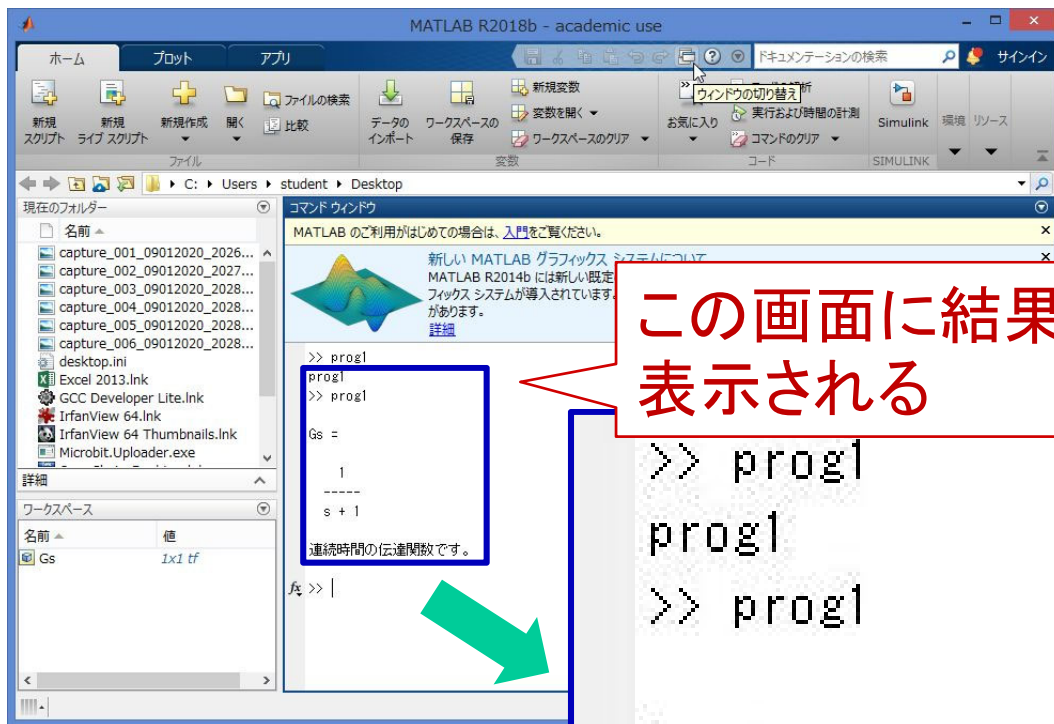 MATLAB R2018b - academic use
ホーム
プロット
アプリ
ドキュメンテーションの検索
サインイン
新規
スクリプト
新規
ライブ スクリプト
新規作成
開く
ファイルの検索
比較
データの
インポート
ワークスペースの
保存
新規変数
変数を開く
ワークスペースのクリア
お気に入り
ウィンドウの切り替え
析
実行および時間の計測
コマンドのクリア
Simulink
環境
リソース
ファイル
変数
コード
SIMULINK
C: Users student Desktop
現在のフォルダー
名前
capture_001_09012020_2026...
capture_002_09012020_2027...
capture_003_09012020_2028...
capture_004_09012020_2028...
capture_005_09012020_2028...
capture_006_09012020_2028...
desktop.ini
Excel 2013.lnk
GCC Developer Lite.lnk
IrfanView 64.lnk
IrfanView 64 Thumbnails.lnk
Microbit.Uploader.exe
詳細
ワークスペース
名前
値
Gs
1x1 tf
コマンド ウィンドウ
MATLAB のご利用がはじめての場合は、入門をご覧ください。
新しい MATLAB グラフィックス システムについて
MATLAB R2014b には新しい既定
フィックス システムが導入されています。
があります。
詳細
>> prog1
prog1
>> prog1
Gs =
1
-----
s + 1
連続時間の伝達関数です。
fx >>
この画面に結果
表示される
>> prog1
prog1
>> prog1